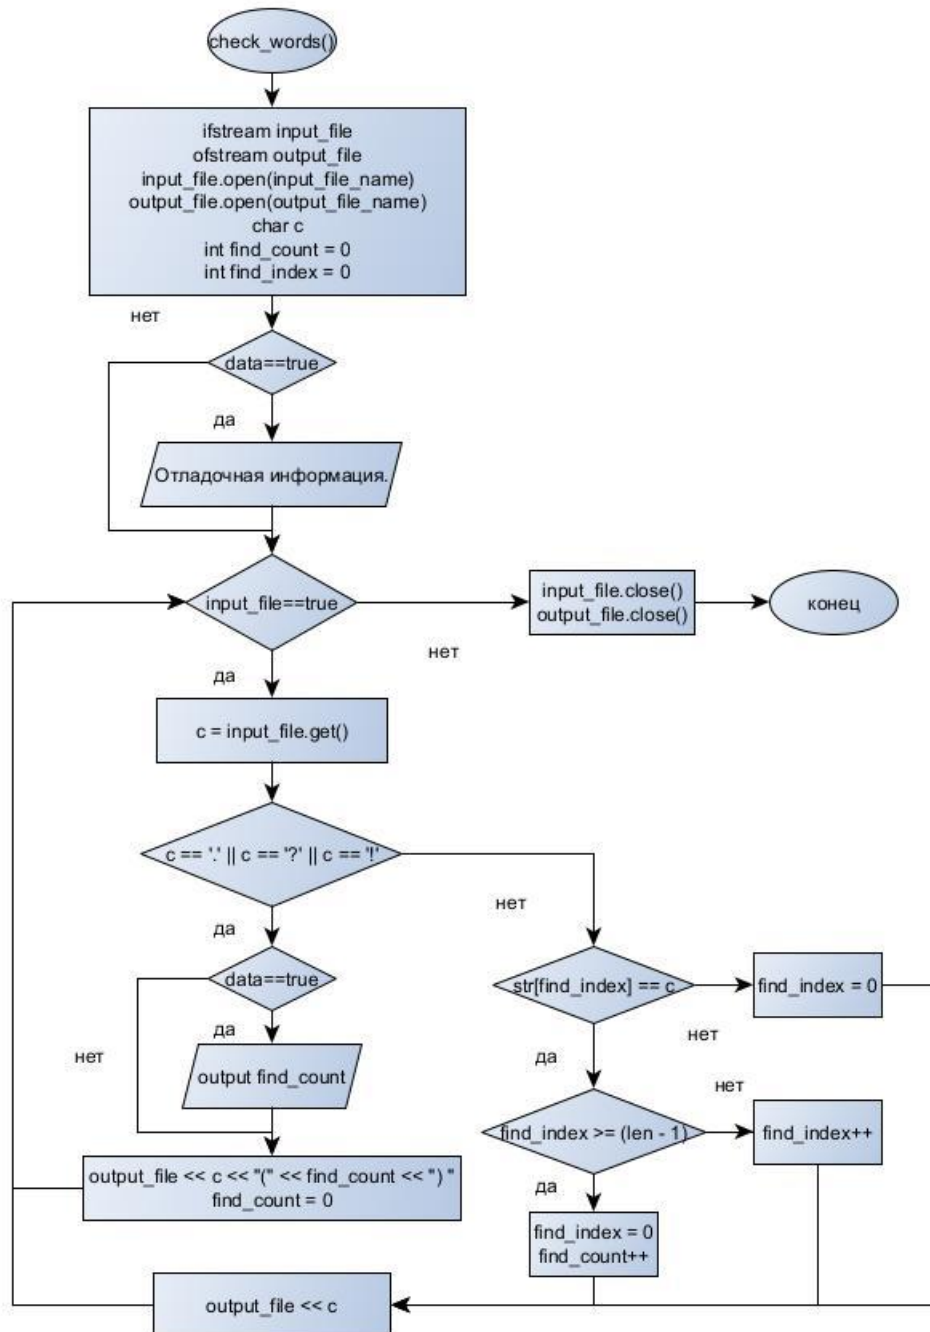 check_words()
ifstream input_file
ofstream output_file
input_file.open(input_file_name)
output_file.open(output_file_name)
char c
int find_count = 0
int find_index = 0
нет
data==true
да
Отладочная информация.
input_file==true
нет
input_file.close()
output_file.close()
конец
да
c = input_file.get()
c == '.' || c == '?' || c == '!'
нет
да
data==true
нет
да
output find_count
output_file << c << "(" << find_count << ") "
find_count = 0
str[find_index] == c
нет
find_index = 0
да
find_index >= (len - 1)
нет
find_index++
да
find_index = 0
find_count++
output_file << c